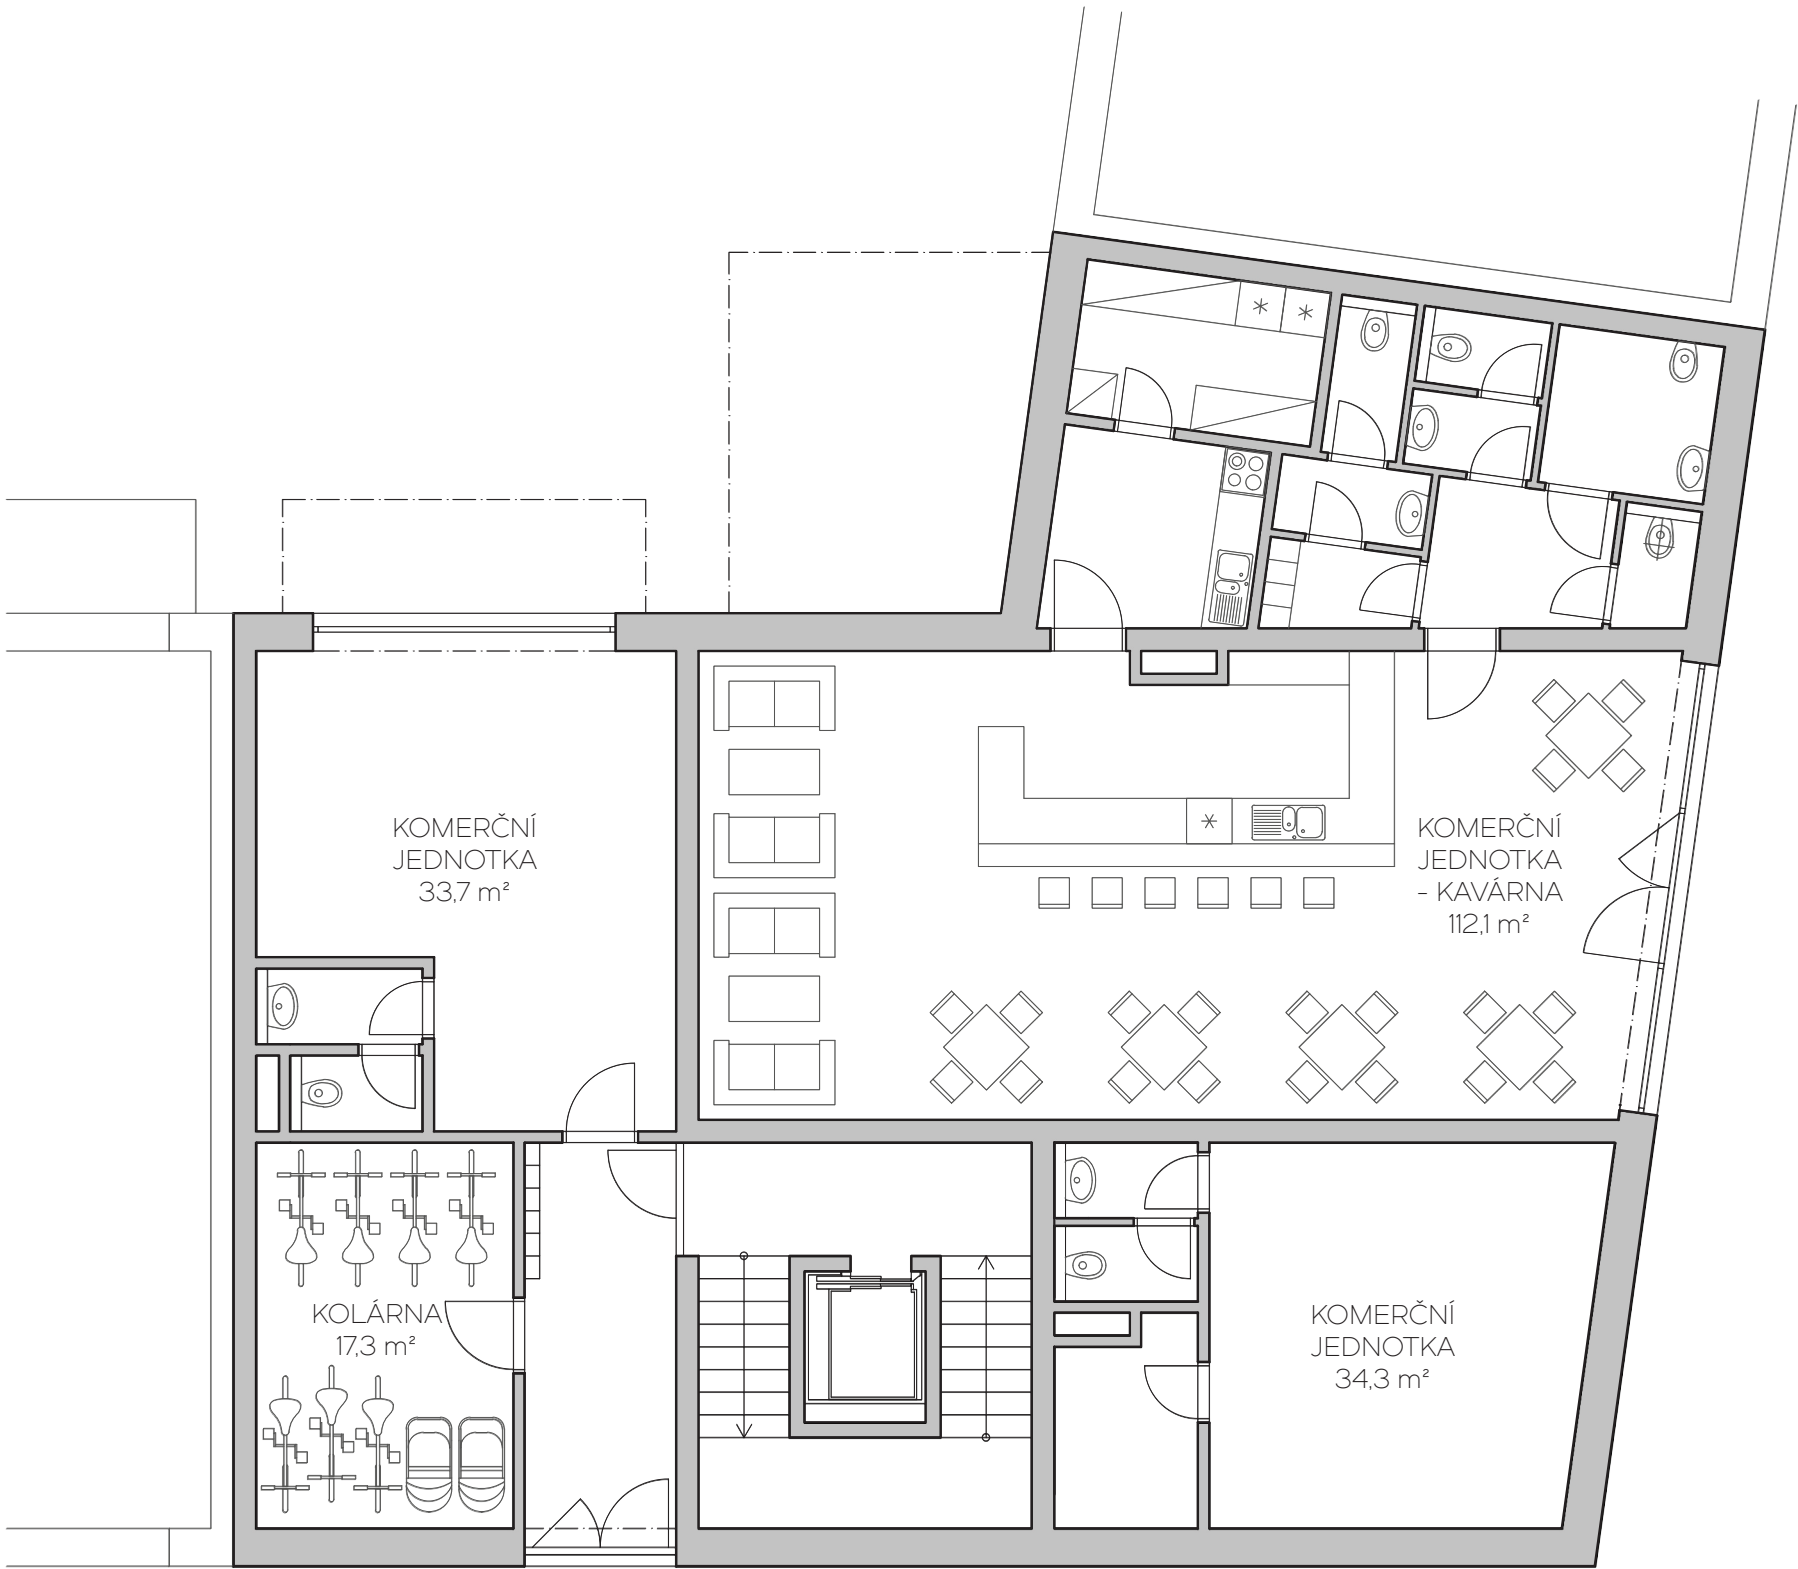 KOMERČNÍ
JEDNOTKA
33,7 m²
KOMERČNÍ
JEDNOTKA
- KAVÁRNA
112,1 m²
KOLÁRNA
17,3 m²
KOMERČNÍ
JEDNOTKA
34,3 m²